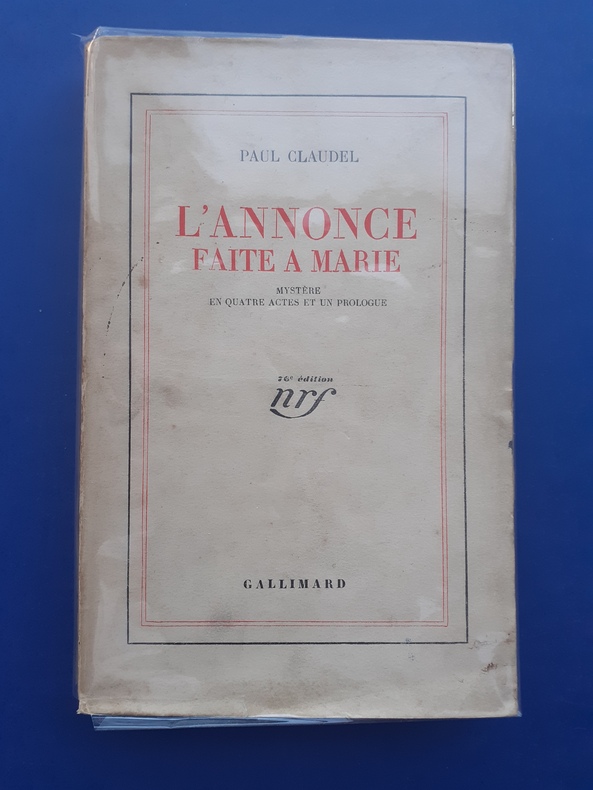 PAUL CLAUDEL
L'ANNONCE
FAITE A MARIE
MYSTÈRE
EN QUATRE ACTES ET UN PROLOGUE
76e édition
nrf
GALLIMARD